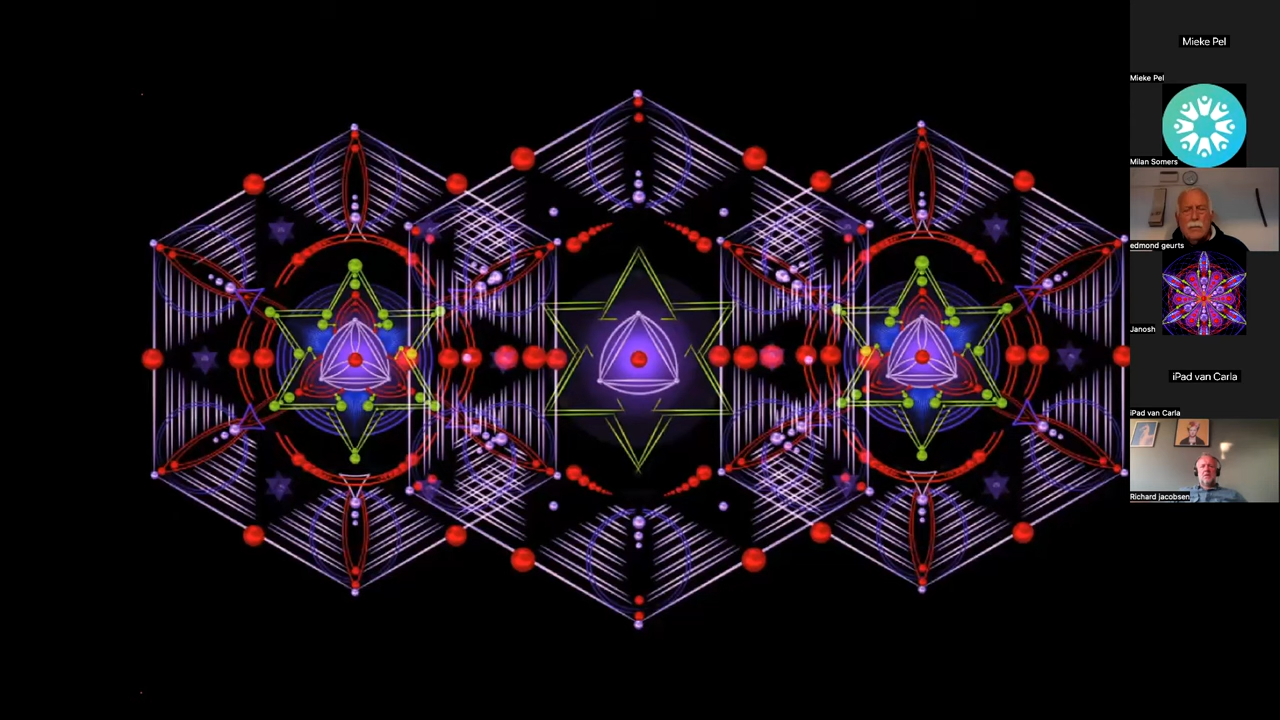 Mieke Pel
Mieke Pel
Milan Somers
edmond geurts
Janosh
iPad van Carla
iPad van Carla
Richard jacobsen